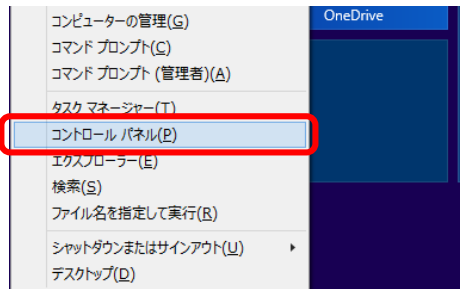 コンピューターの管理(G)
OneDrive
コマンド プロンプト(C)
コマンド プロンプト (管理者)(A)
タスク マネージャー(T)
コントロール パネル(P)
エクスプローラー(E)
検索(S)
ファイル名を指定して実行(R)
シャットダウンまたはサインアウト(U)
デスクトップ(D)